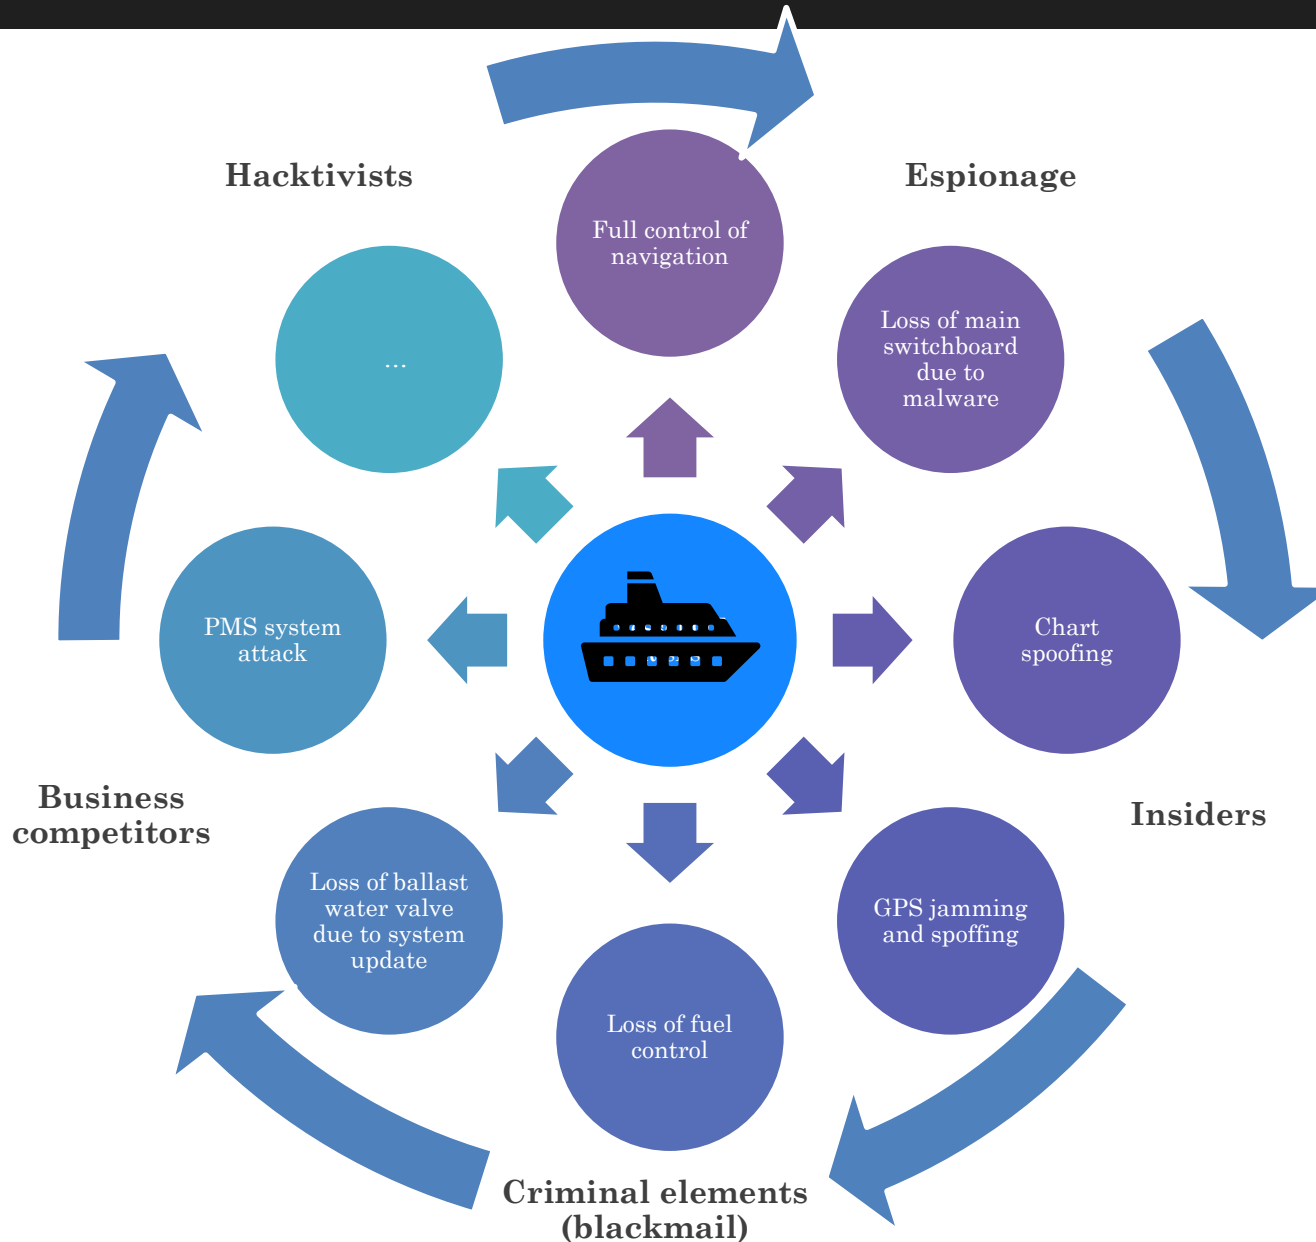 Hacktivists
Espionage
Full control of
navigation
Loss of main
switchboard
due to
malware
...
PMS system
attack
Chart
spoofing
Business
competitors
Insiders
Loss of ballast
water valve
due to system
update
GPS jamming
and spoffing
Loss of fuel
control
Criminal elements
(blackmail)